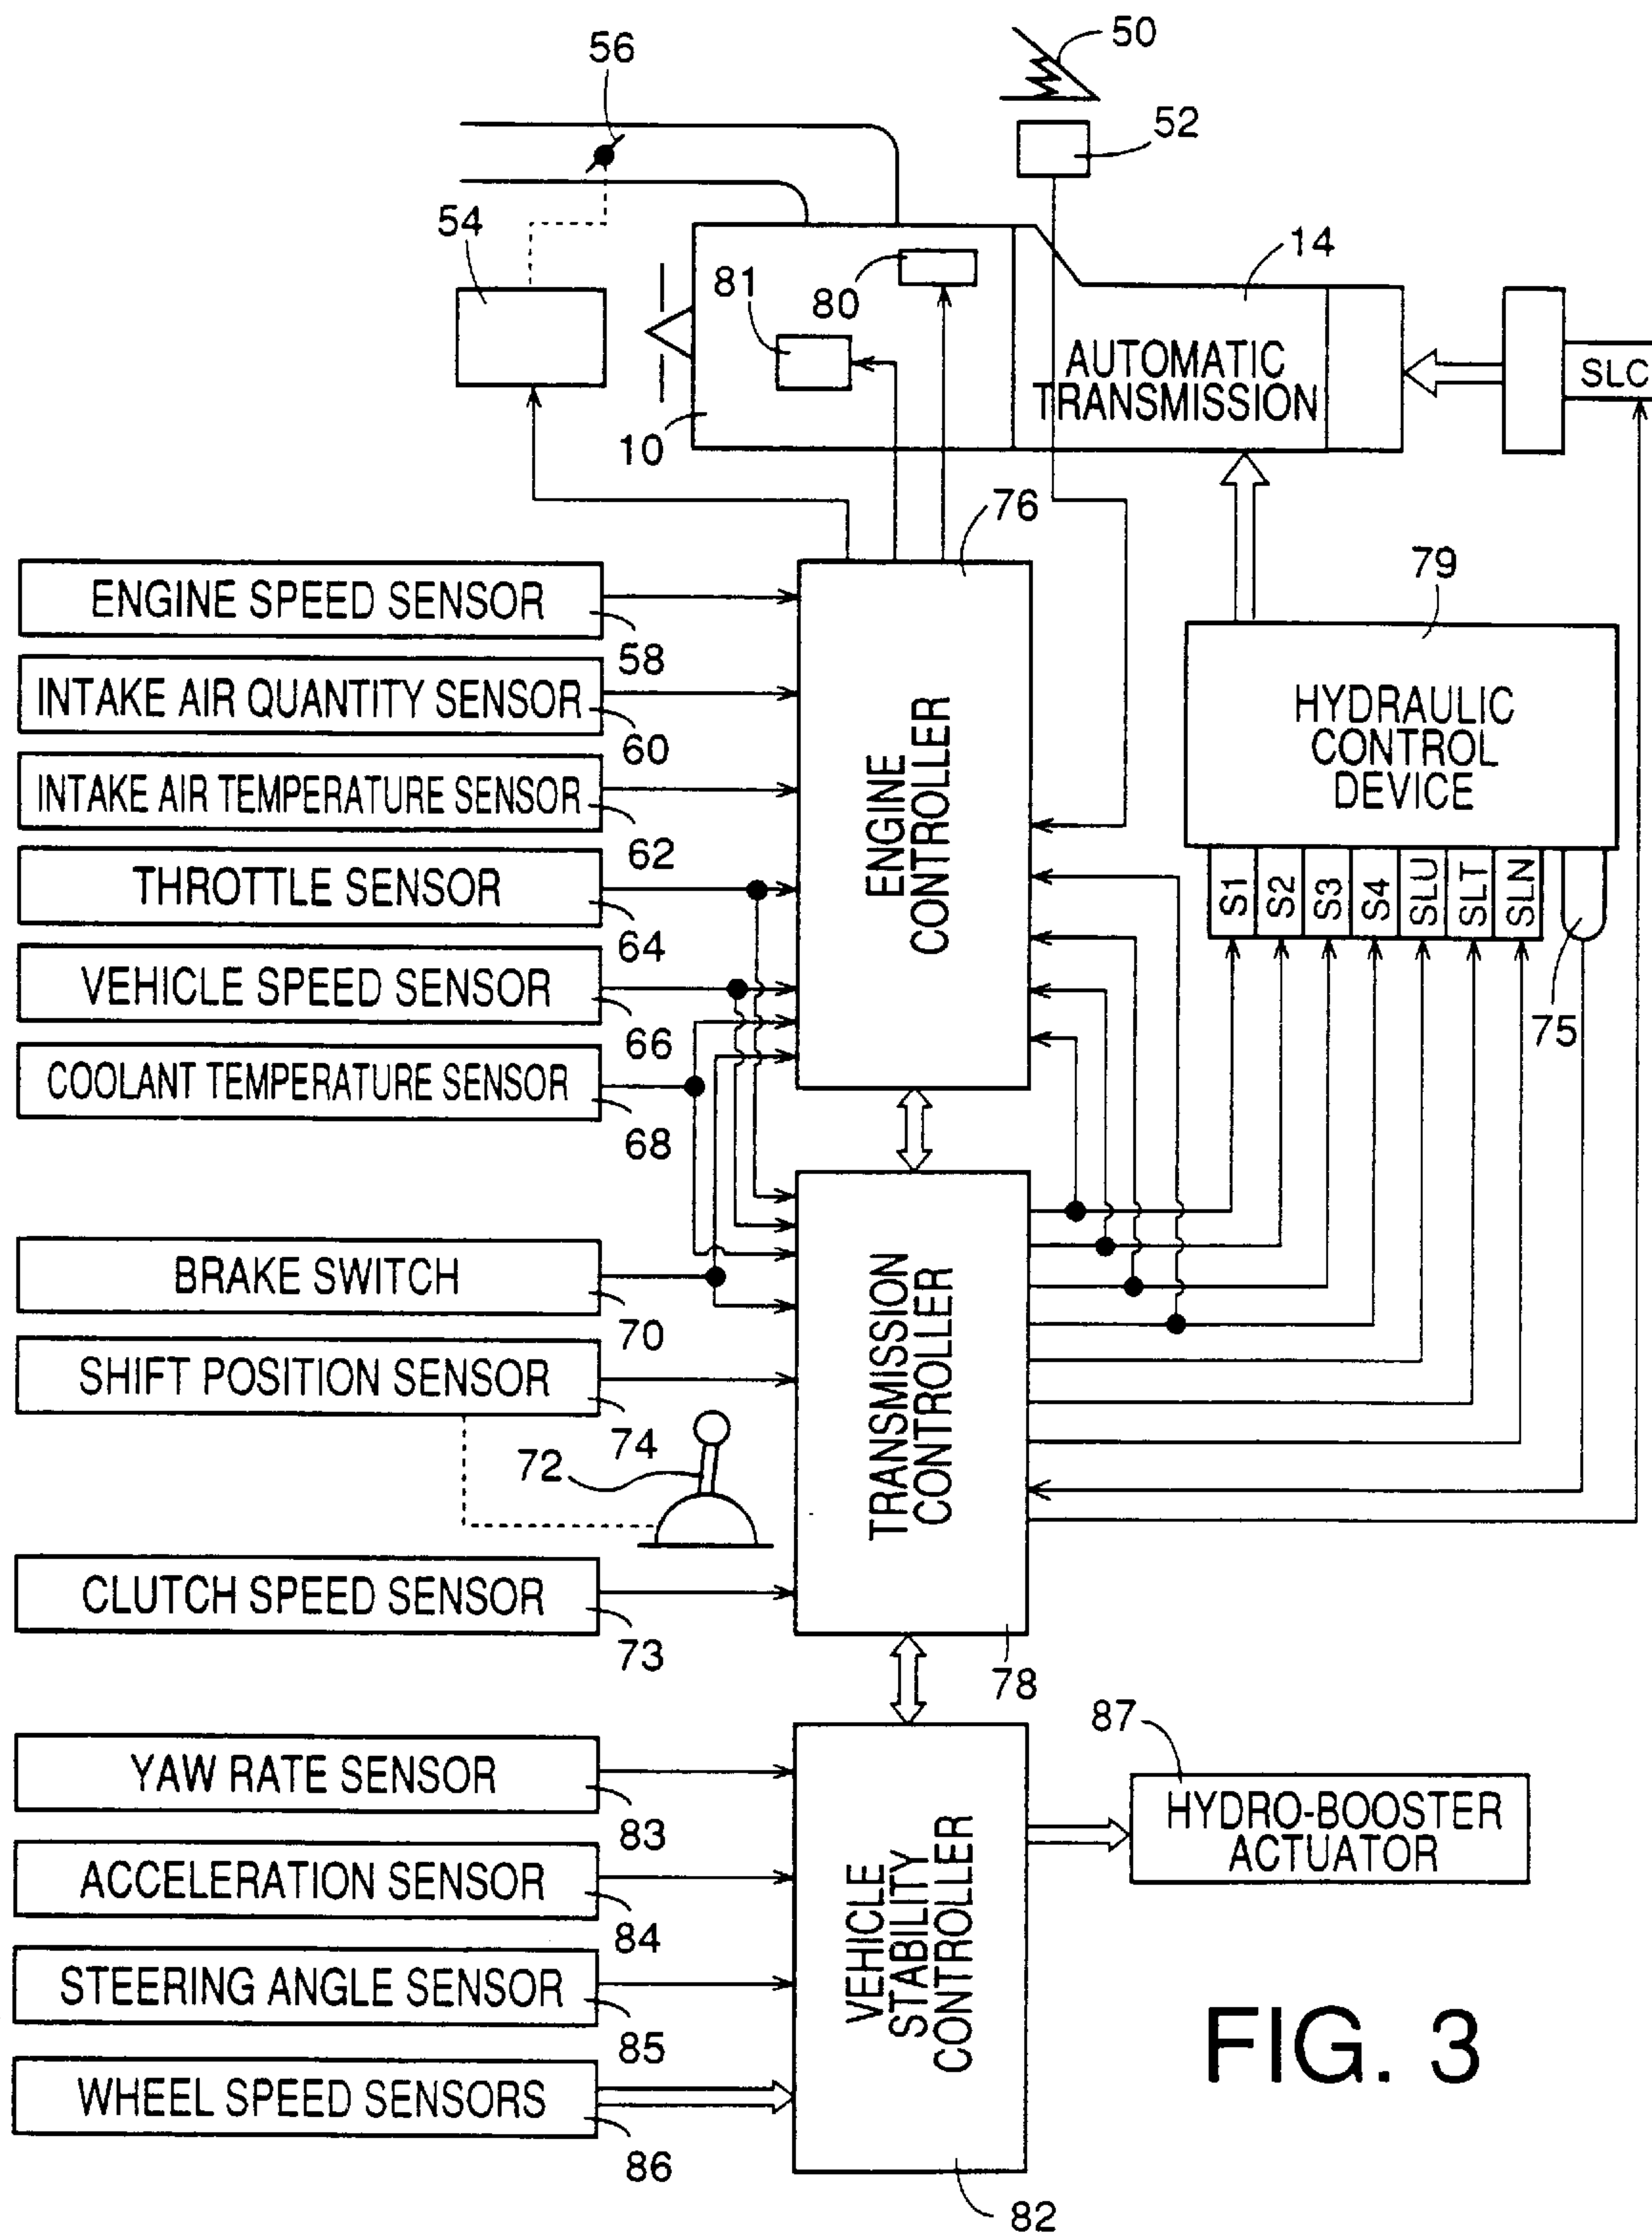 50
56
52
54
14
81
80
AUTOMATIC
TRANSMISSION
SLC
10
76
79
ENGINE SPEED SENSOR
58
INTAKE AIR QUANTITY SENSOR
60
INTAKE AIR TEMPERATURE SENSOR
62
THROTTLE SENSOR
64
VEHICLE SPEED SENSOR
66
COOLANT TEMPERATURE SENSOR
68
ENGINE
CONTROLLER
HYDRAULIC
CONTROL
DEVICE
S1
S2
S3
S4
SLU
SLT
SLN
75
BRAKE SWITCH
70
SHIFT POSITION SENSOR
74
72
CLUTCH SPEED SENSOR
73
TRANSMISSION
CONTROLLER
78
87
YAW RATE SENSOR
83
ACCELERATION SENSOR
84
STEERING ANGLE SENSOR
85
WHEEL SPEED SENSORS
86
VEHICLE
STABILITY
CONTROLLER
82
HYDRO-BOOSTER
ACTUATOR
FIG. 3